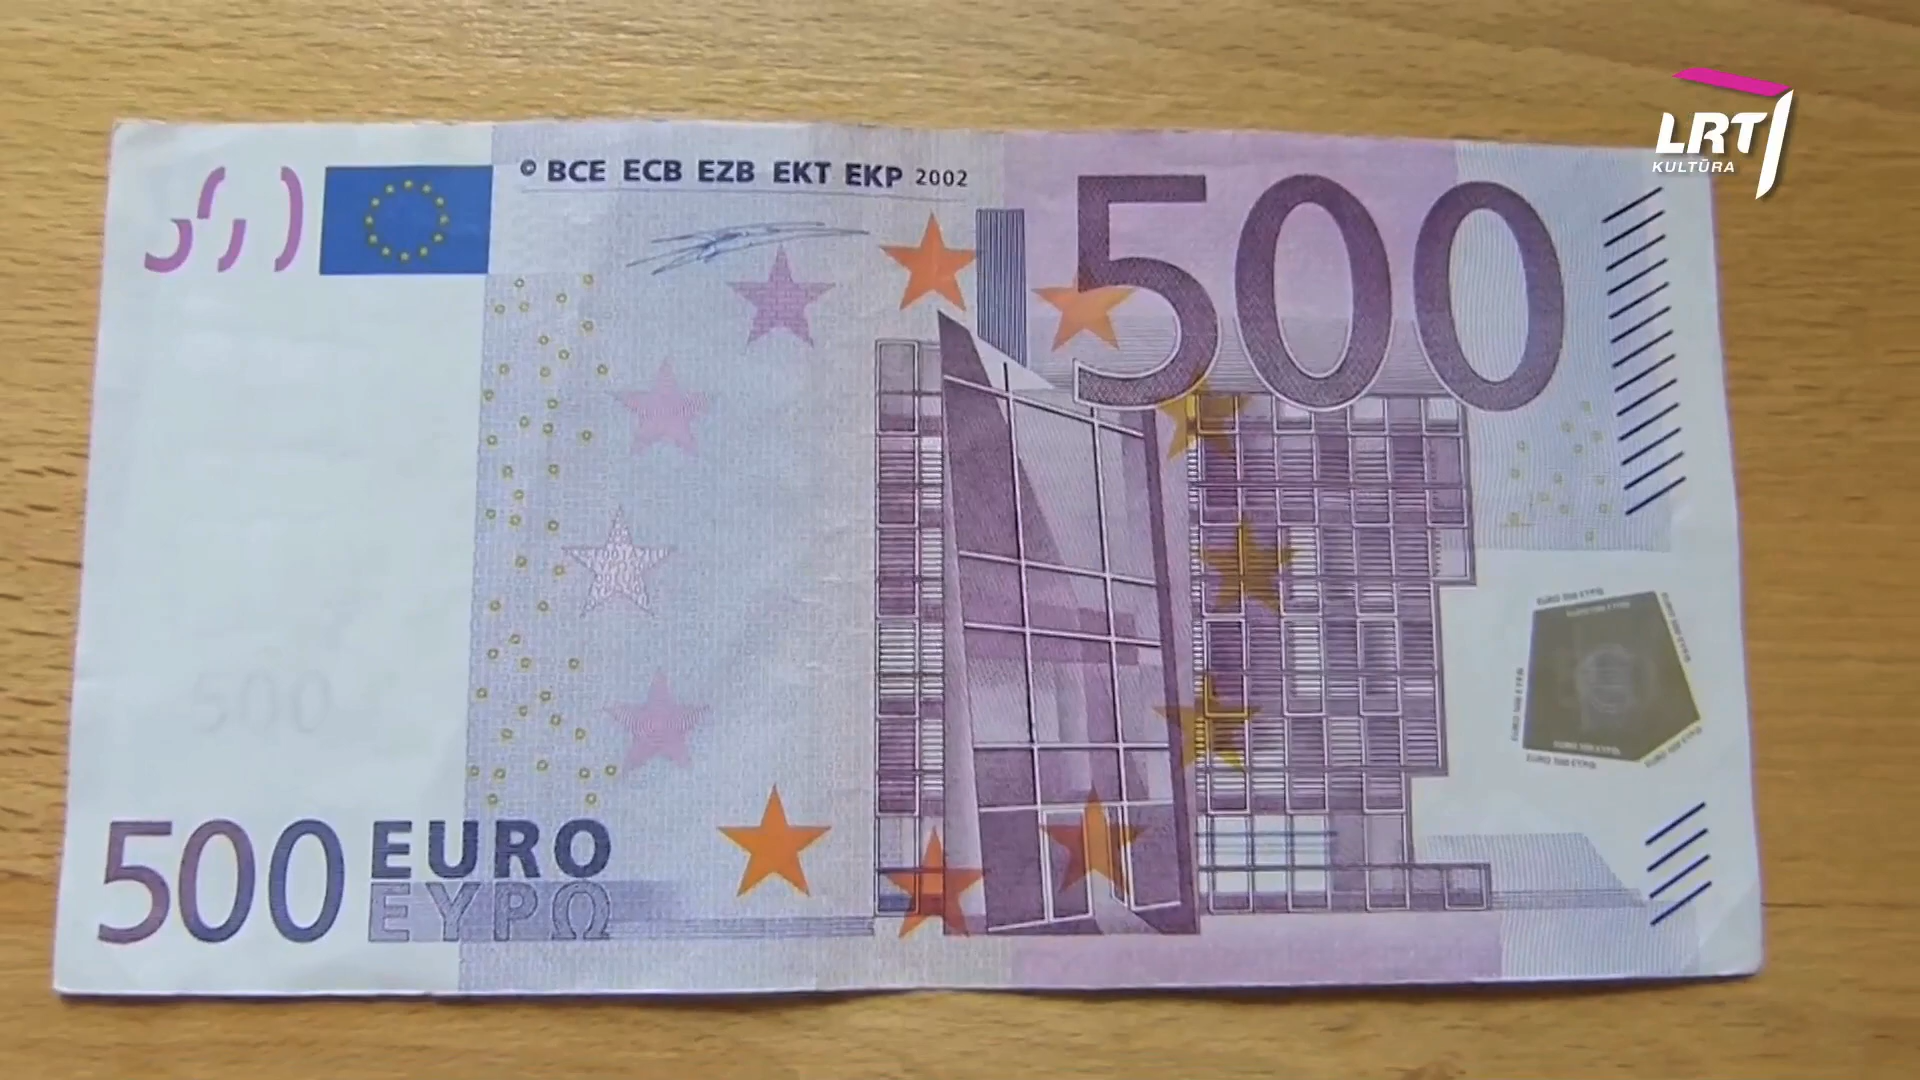 © BCE ECB EZB EKT EKP 2002
500
LRT
KULTŪRA
500
500 EURO
ΕΥΡΩ